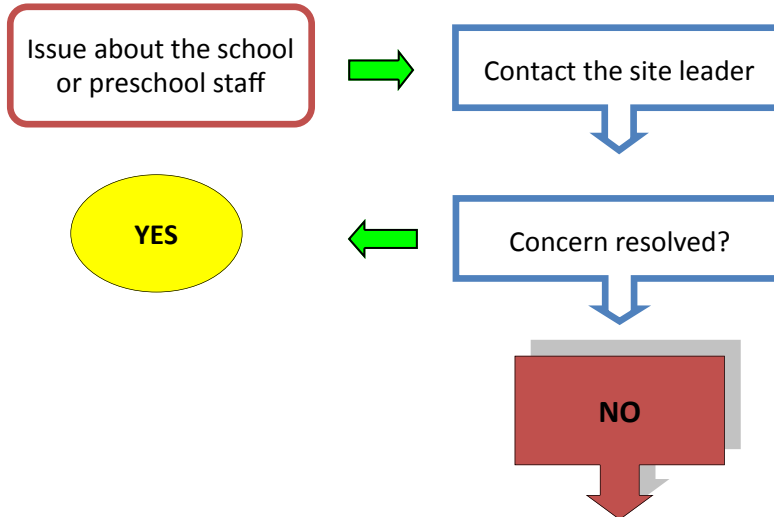 Issue about the school
or preschool staff
Contact the site leader
YES
Concern resolved?
NO